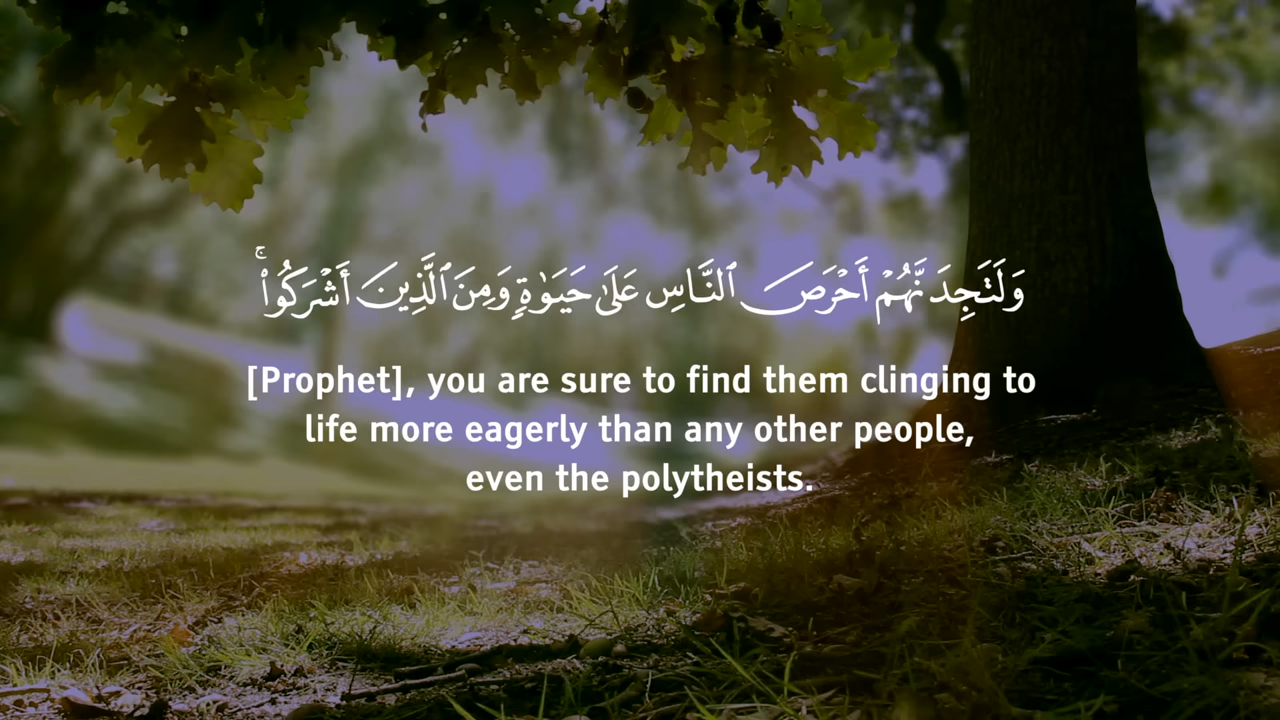 وَلَتَجِدَنَّهُمْ أَحْرَصَ ٱلنَّاسِ عَلَىٰ حَيَوٰةٍ وَمِنَ ٱلَّذِينَ أَشْرَكُوا۟ ۚ
[Prophet], you are sure to find them clinging to
life more eagerly than any other people,
even the polytheists.